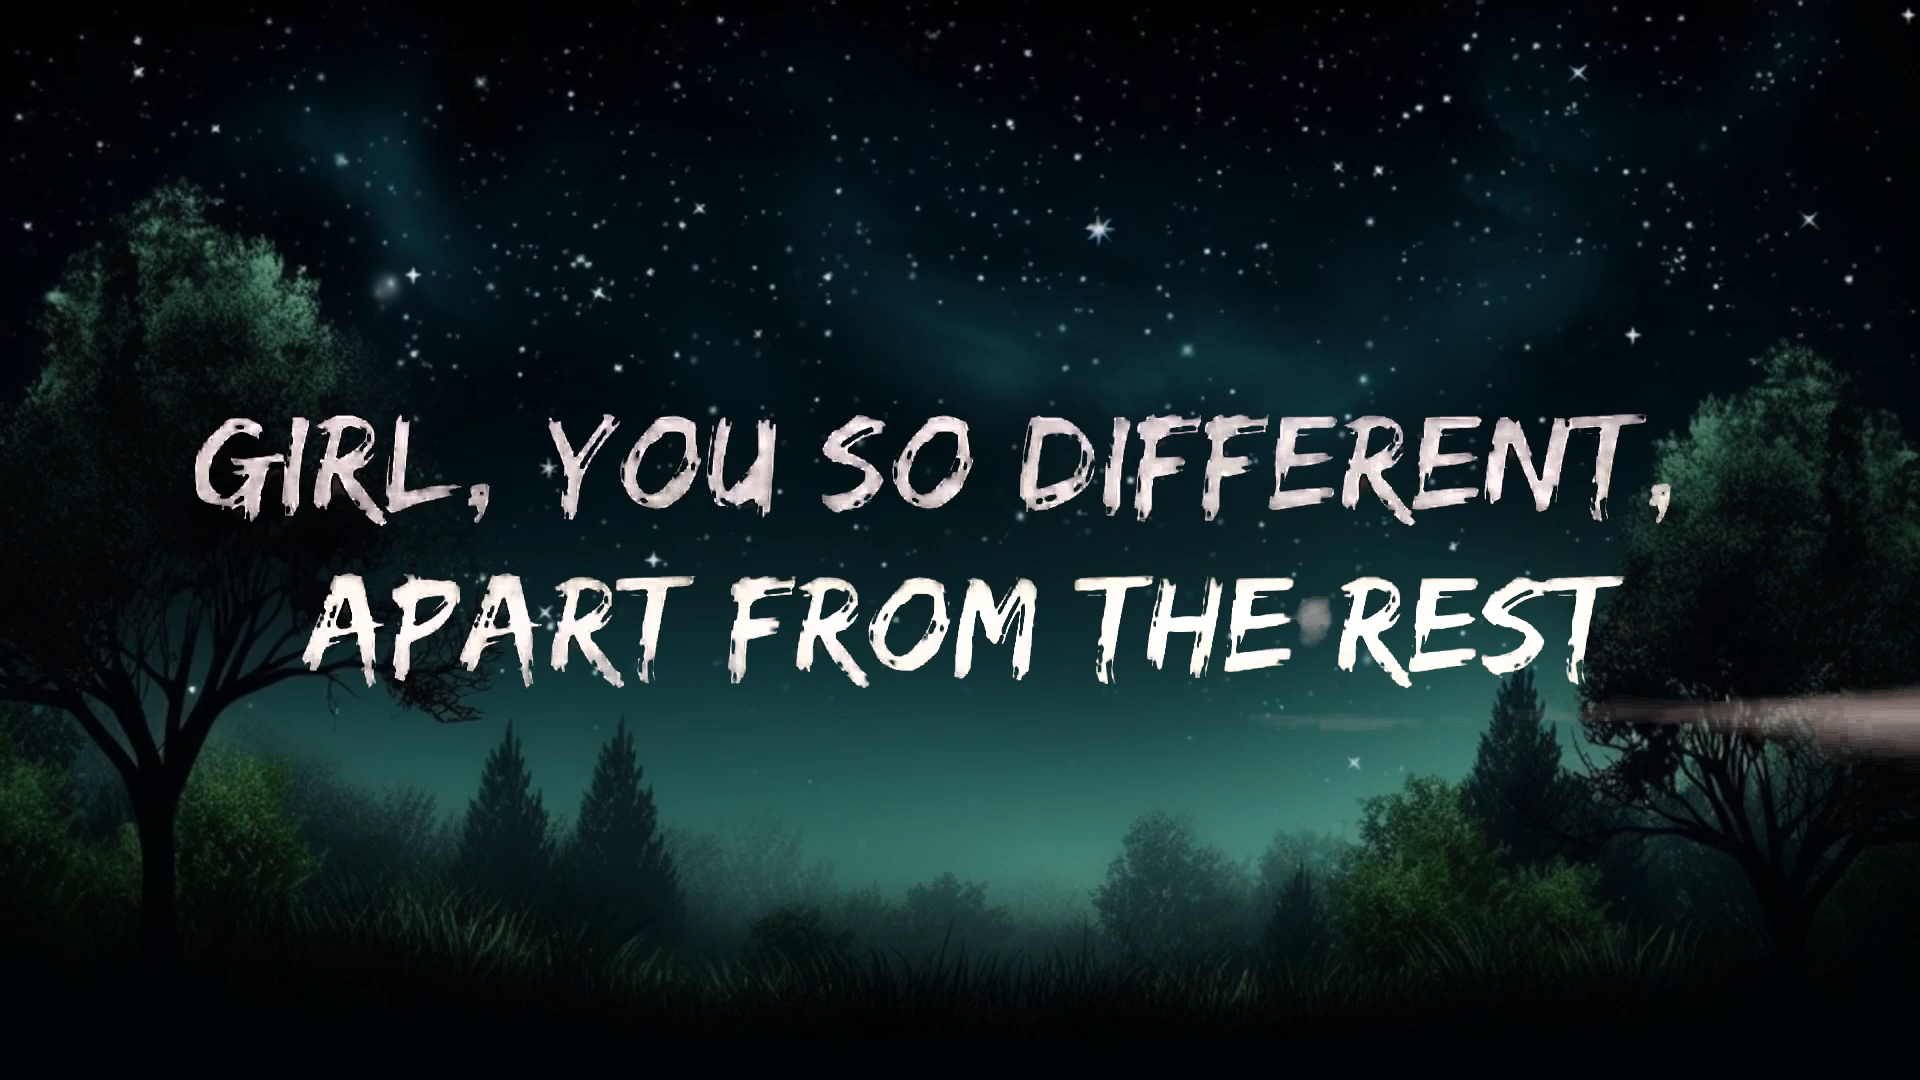 GIRL, YOU SO DIFFERENT,
APART FROM THE REST